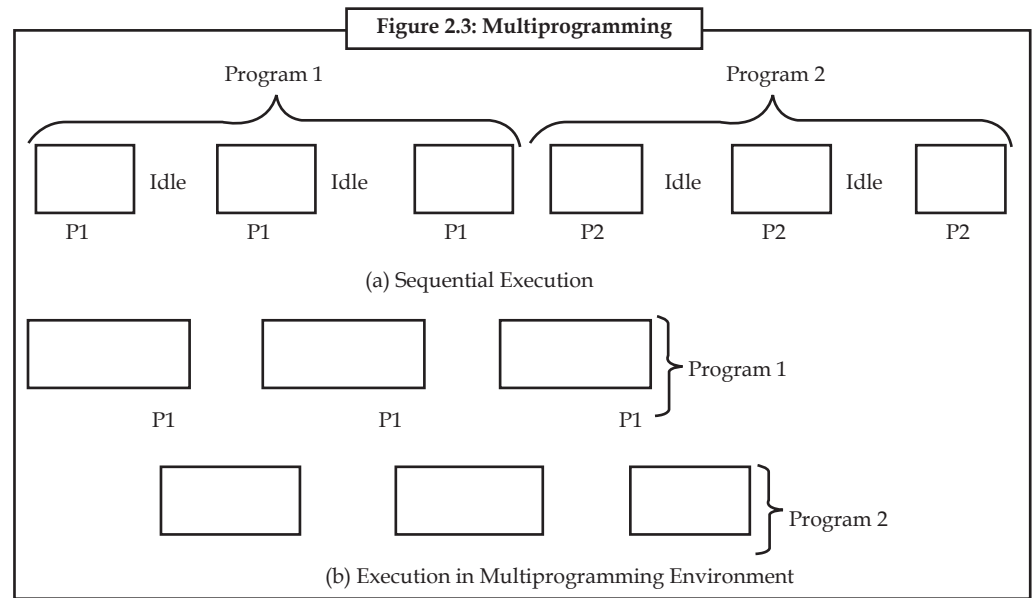 Figure 2.3: Multiprogramming
Program 1 Program 2
Idle Idle Idle Idle
P1 P1 P1 P2 P2 P2
(a) Sequential Execution
Program 1
P1 P1 P1
Program 2
(b) Execution in Multiprogramming Environment